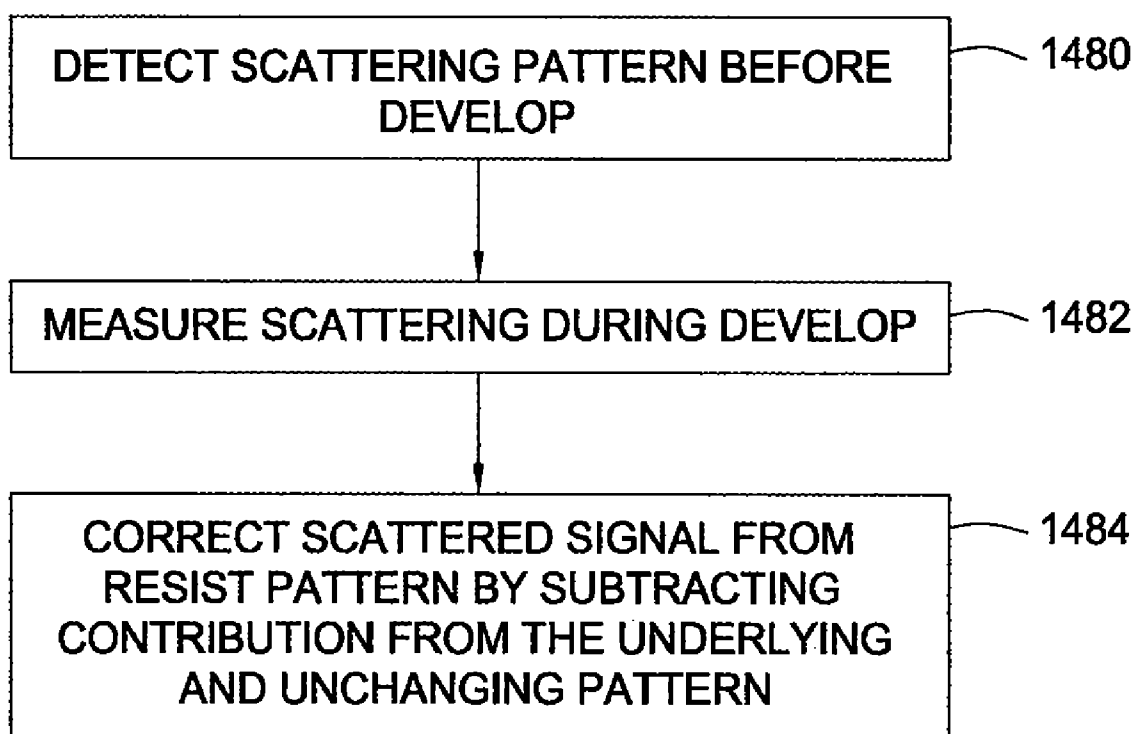 DETECT SCATTERING PATTERN BEFORE
DEVELOP
1480
MEASURE SCATTERING DURING DEVELOP
1482
CORRECT SCATTERED SIGNAL FROM
RESIST PATTERN BY SUBTRACTING
CONTRIBUTION FROM THE UNDERLYING
AND UNCHANGING PATTERN
1484